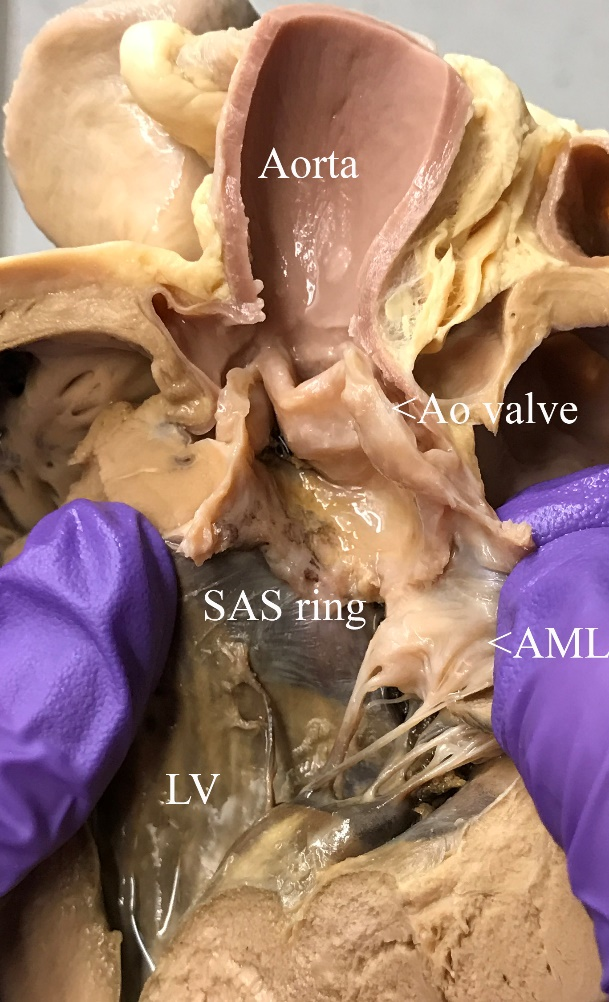 Aorta
<Ao valve
SAS ring
<AML
LV